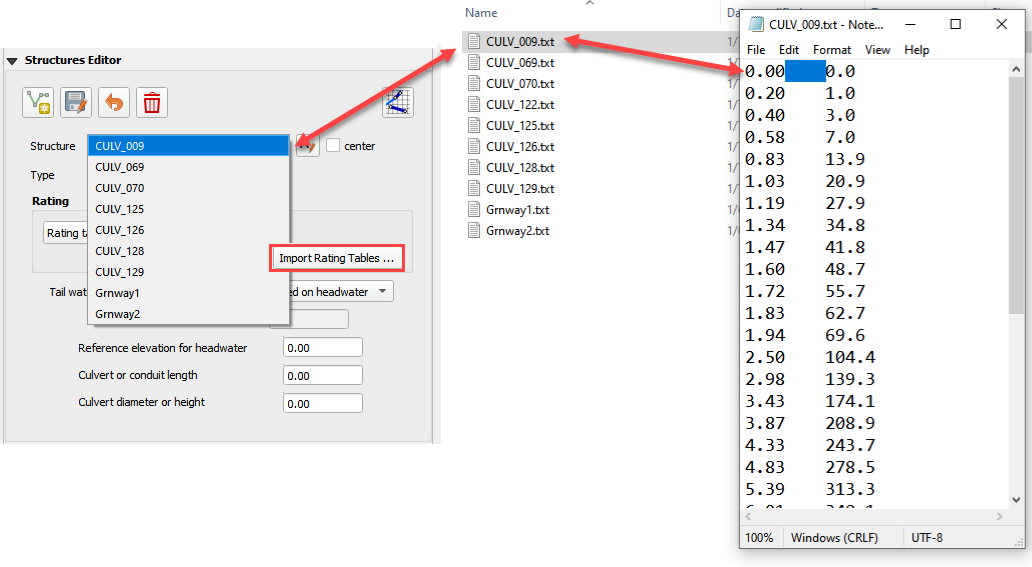 Structures Editor
Structure
center
Type
Rating
Rating ta
Import Rating Tables ...
Tail wat
ed on headwater
Reference elevation for headwater
0.00
Culvert or conduit length
0.00
Culvert diameter or height
0.00
CULV_009
CULV_069
CULV_070
CULV_125
CULV_126
CULV_128
CULV_129
Grnway1
Grnway2
Name
CULV_009.txt
CULV_069.txt
CULV_070.txt
CULV_122.txt
CULV_125.txt
CULV_126.txt
CULV_128.txt
CULV_129.txt
Grnway1.txt
Grnway2.txt
CULV_009.txt - Note...
File Edit Format View Help
0.00 0.0
0.20 1.0
0.40 3.0
0.58 7.0
0.83 13.9
1.03 20.9
1.19 27.9
1.34 34.8
1.47 41.8
1.60 48.7
1.72 55.7
1.83 62.7
1.94 69.6
2.50 104.4
2.98 139.3
3.43 174.1
3.87 208.9
4.33 243.7
4.83 278.5
5.39 313.3
100% Windows (CRLF) UTF-8